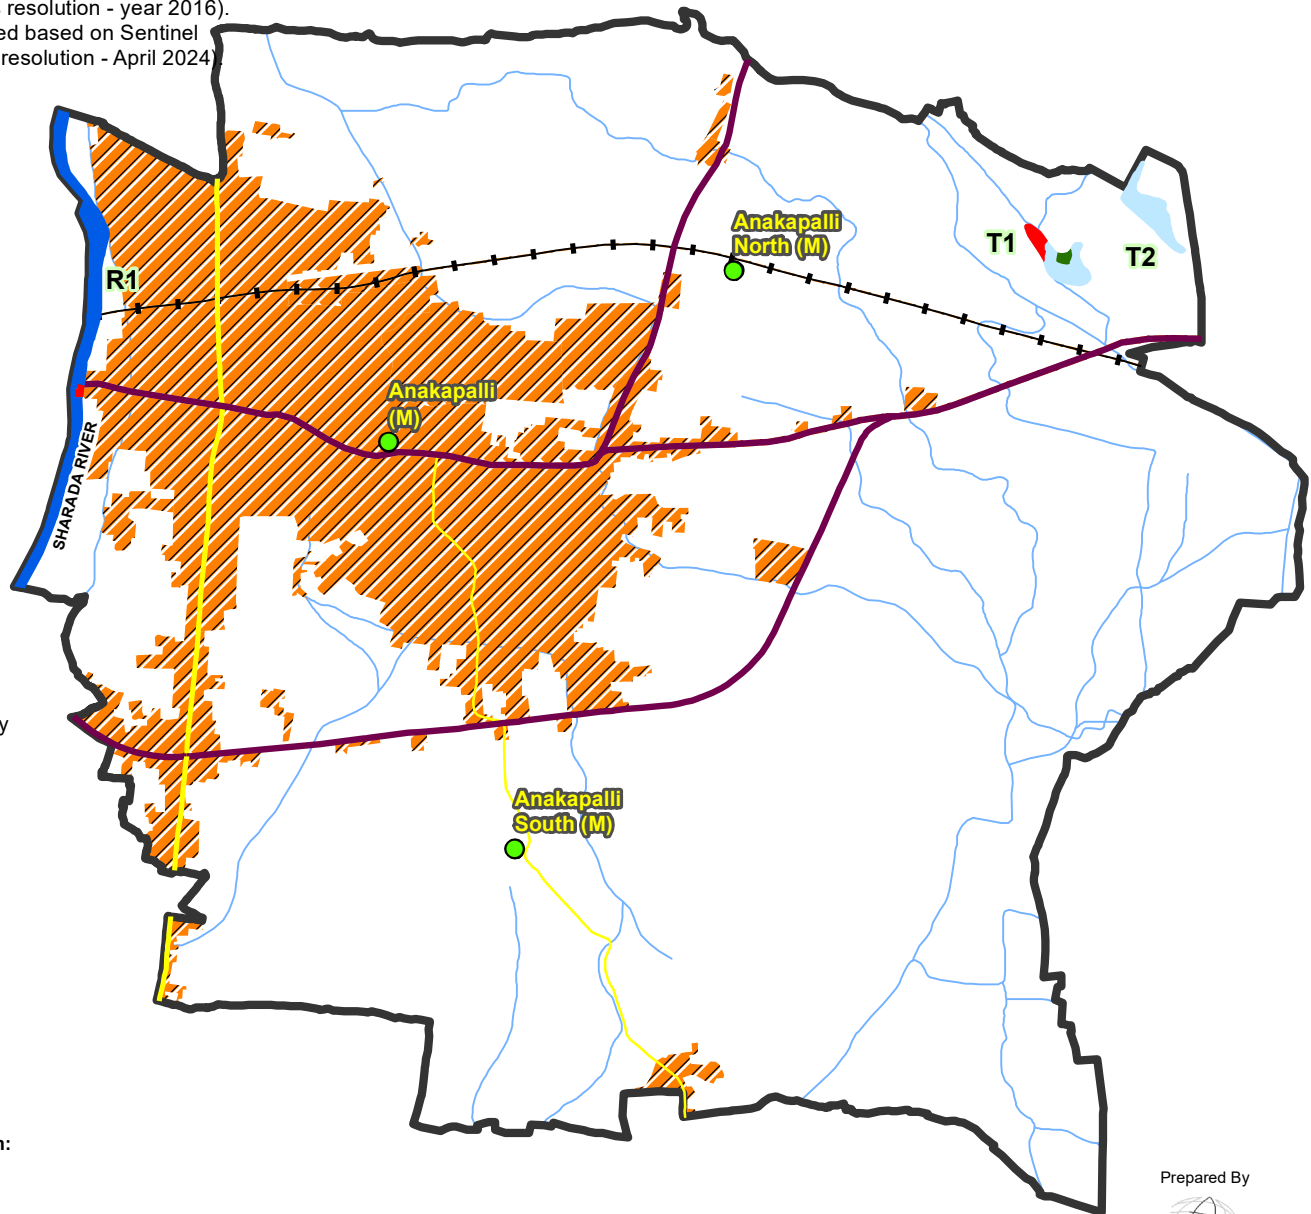 resolution - year 2016).
ed based on Sentinel
resolution - April 2024).
Anakapalli
North (M)
T1
T2
R1
Anakapalli
(M)
SHARADA RIVER
y
Anakapalli
South (M)
n:
Prepared By